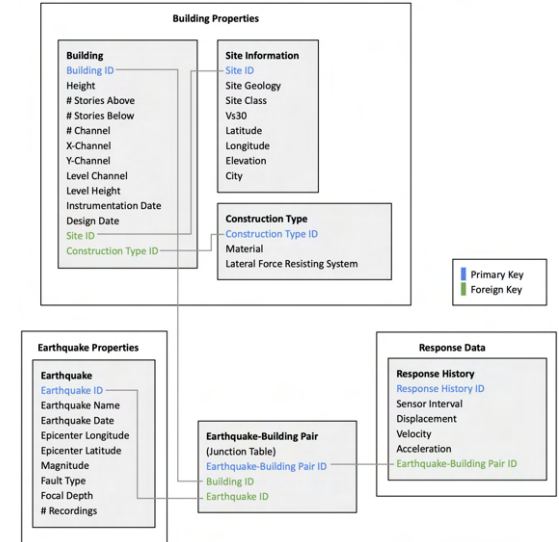 Building Properties
Building
Building ID
Height
# Stories Above
# Stories Below
# Channel
X-Channel
Y-Channel
Level Channel
Level Height
Instrumentation Date
Design Date
Site ID
Construction Type ID
Site Information
Site ID
Site Geology
Site Class
Vs30
Latitude
Longitude
Elevation
City
Construction Type
Construction Type ID
Material
Lateral Force Resisting System
Primary Key
Foreign Key
Earthquake Properties
Earthquake
Earthquake ID
Earthquake Name
Earthquake Date
Epicenter Longitude
Epicenter Latitude
Magnitude
Fault Type
Focal Depth
# Recordings
Earthquake-Building Pair
(Junction Table)
Earthquake-Building Pair ID
Building ID
Earthquake ID
Response Data
Response History
Response History ID
Sensor Interval
Displacement
Velocity
Acceleration
Earthquake-Building Pair ID